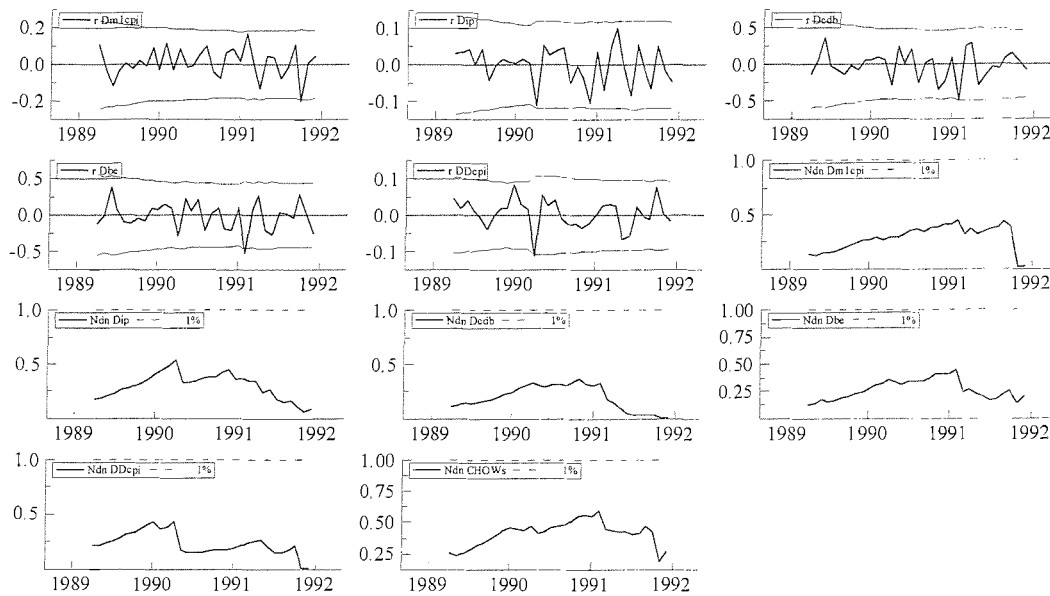 r Dm1cpi
0.2
0.0
-0.2
1989 1990 1991 1992
r Dip
0.1
0.0
-0.1
1989 1990 1991 1992
r Dcdb
0.5
0.0
-0.5
1989 1990 1991 1992
r Dbe
0.5
0.0
-0.5
1989 1990 1991 1992
r DDcpi
0.1
0.0
-0.1
1989 1990 1991 1992
1.0
Ndn Dm1cpi 1%
0.5
1989 1990 1991 1992
1.0
Ndn Dip 1%
0.5
1989 1990 1991 1992
1.0
Ndn Dcdb 1%
0.5
1989 1990 1991 1992
1.00
Ndn Dbe 1%
0.75
0.50
0.25
1989 1990 1991 1992
1.0
Ndn DDcpi 1%
0.5
1989 1990 1991 1992
1.00
Ndn CHOWs 1%
0.75
0.50
0.25
1989 1990 1991 1992